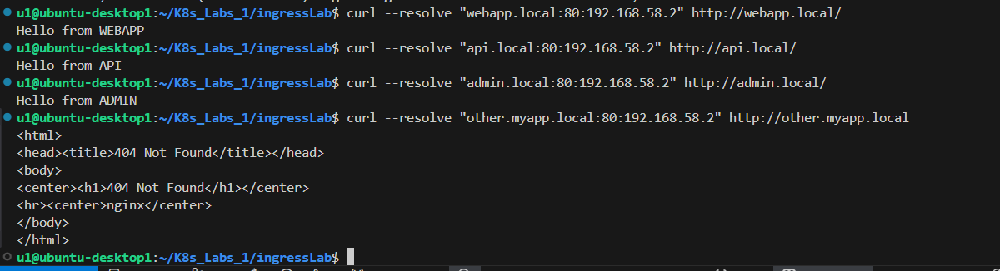 u1@ubuntu-desktop1:~/K8s_Labs_1/ingressLab$ curl --resolve "webapp.local:80:192.168.58.2" http://webapp.local/
Hello from WEBAPP
u1@ubuntu-desktop1:~/K8s_Labs_1/ingressLab$ curl --resolve "api.local:80:192.168.58.2" http://api.local/
Hello from API
u1@ubuntu-desktop1:~/K8s_Labs_1/ingressLab$ curl --resolve "admin.local:80:192.168.58.2" http://admin.local/
Hello from ADMIN
u1@ubuntu-desktop1:~/K8s_Labs_1/ingressLab$ curl --resolve "other.myapp.local:80:192.168.58.2" http://other.myapp.local
<html>
<head><title>404 Not Found</title></head>
<body>
<center><h1>404 Not Found</h1></center>
<hr><center>nginx</center>
</body>
</html>
u1@ubuntu-desktop1:~/K8s_Labs_1/ingressLab$